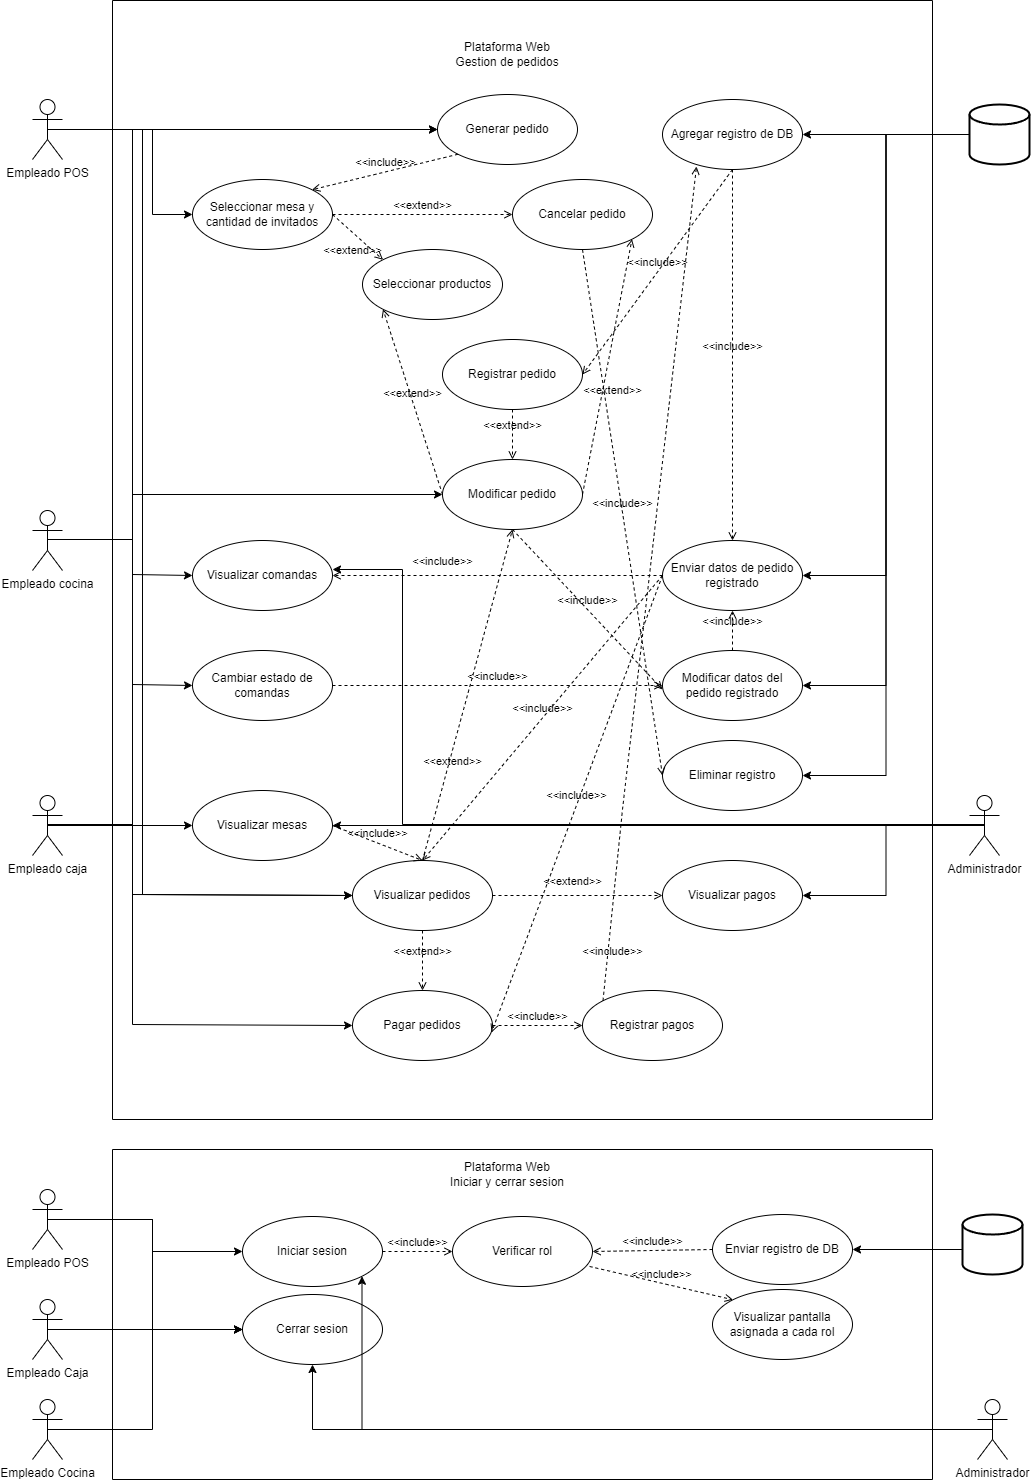 Plataforma Web
Gestion de pedidos
Generar pedido
Agregar registro de DB
Empleado POS
<<include>>
Seleccionar mesa y
cantidad de invitados
<<extend>>
Cancelar pedido
<<extend>>
<<include>>
Seleccionar productos
<<include>>
Registrar pedido
<<extend>>
<<extend>>
<<extend>>
Modificar pedido
<<include>>
Empleado cocina
Visualizar comandas
<<include>>
Enviar datos de pedido
registrado
<<include>>
<<include>>
Cambiar estado de
comandas
<<include>>
Modificar datos del
pedido registrado
<<include>>
<<extend>>
Eliminar registro
<<include>>
Visualizar mesas
<<include>>
Empleado caja
Administrador
Visualizar pedidos
<<extend>>
Visualizar pagos
<<extend>>
<<include>>
Pagar pedidos
<<include>>
Registrar pagos
Plataforma Web
Iniciar y cerrar sesion
Empleado POS
Iniciar sesion
<<include>>
Verificar rol
<<include>>
Enviar registro de DB
<<include>>
Cerrar sesion
Visualizar pantalla
asignada a cada rol
Empleado Caja
Empleado Cocina
Administrador